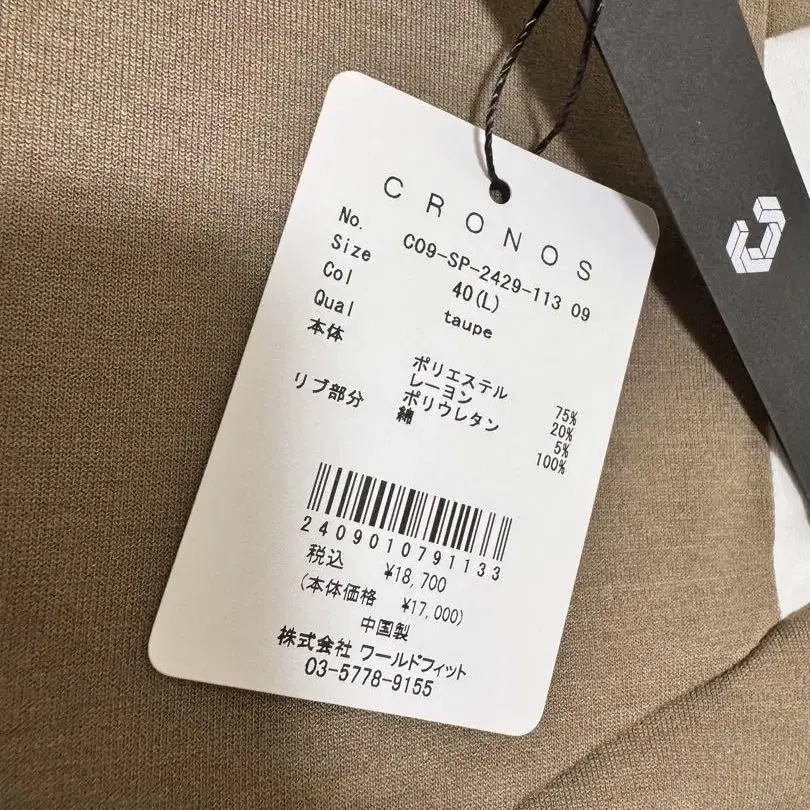 CRONOS
No. C09-SP-2429-113 09
Size 40(L)
Col taupe
Qual
本体 ポリエステル 75%
レーヨン 20%
ポリウレタン 5%
リブ部分 綿 100%
2409010791133
税込 ¥18,700
(本体価格 ¥17,000)
中国製
株式会社 ワールドフィット
03-5778-9155